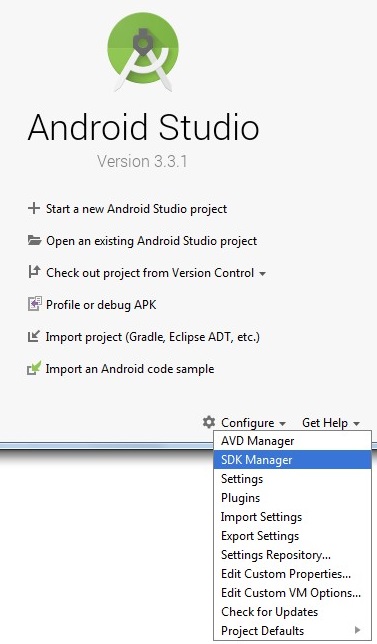 Android Studio
Version 3.3.1
Start a new Android Studio project
Open an existing Android Studio project
Check out project from Version Control
Profile or debug APK
Import project (Gradle, Eclipse ADT, etc.)
Import an Android code sample
Configure Get Help
AVD Manager
SDK Manager
Settings
Plugins
Import Settings
Export Settings
Settings Repository...
Edit Custom Properties...
Edit Custom VM Options...
Check for Updates
Project Defaults